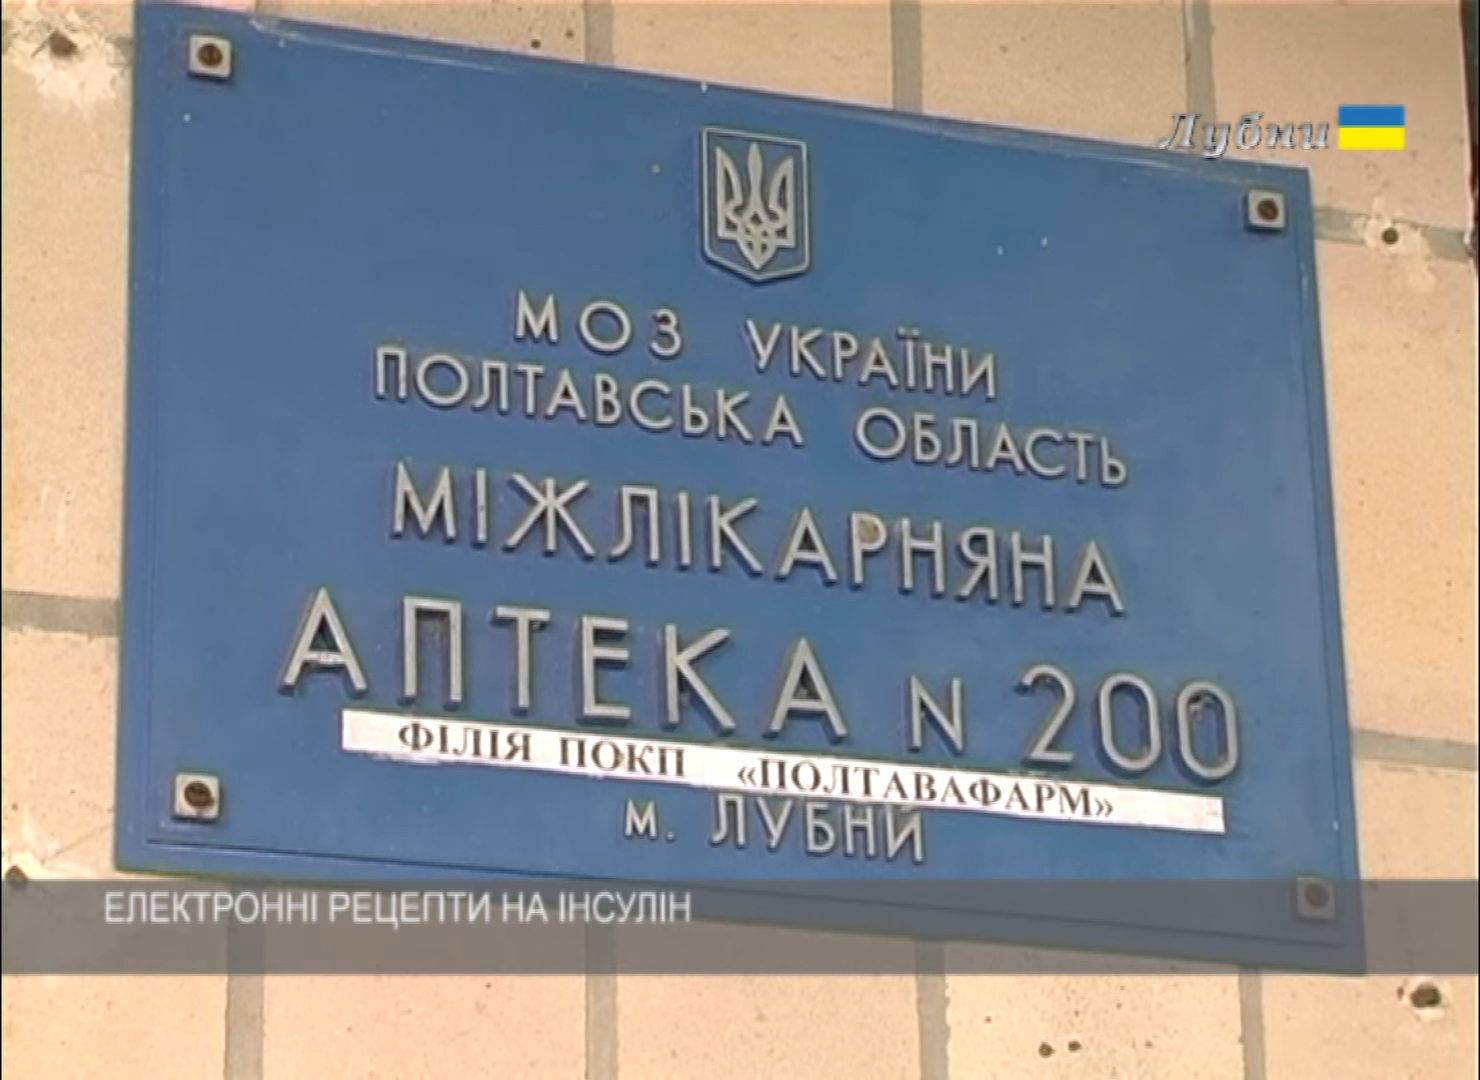 Лубни
МОЗ УКРАЇНИ
ПОЛТАВСЬКА ОБЛАСТЬ
МІЖЛІКАРНЯНА
АПТЕКА N 200
ФІЛІЯ ПОКП «ПОЛТАВАФАРМ»
м. ЛУБНИ
ЕЛЕКТРОННІ РЕЦЕПТИ НА ІНСУЛІН